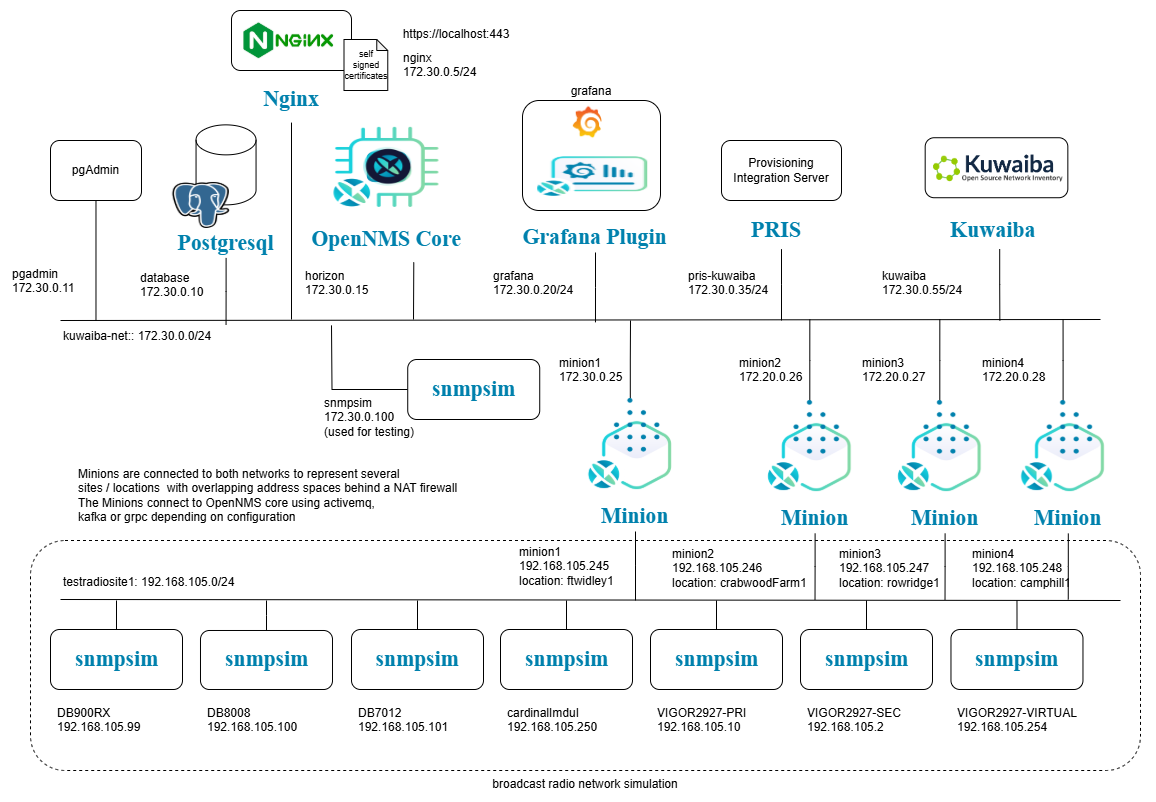 NGINX
self
signed
certificates
https://localhost:443
nginx
172.30.0.5/24
Nginx
grafana
pgAdmin
Postgresql
OpenNMS Core
Grafana Plugin
Provisioning
Integration Server
PRIS
Kuwaiba
Open Source Network Inventory
Kuwaiba
pgadmin
172.30.0.11
database
172.30.0.10
horizon
172.30.0.15
grafana
172.30.0.20/24
pris-kuwaiba
172.30.0.35/24
kuwaiba
172.30.0.55/24
kuwaiba-net:: 172.30.0.0/24
snmpsim
snmpsim
172.30.0.100
(used for testing)
minion1
172.30.0.25
minion2
172.20.0.26
minion3
172.20.0.27
minion4
172.20.0.28
Minion
Minion
Minion
Minion
Minions are connected to both networks to represent several
sites / locations with overlapping address spaces behind a NAT firewall
The Minions connect to OpenNMS core using activemq,
kafka or grpc depending on configuration
testradiosite1: 192.168.105.0/24
minion1
192.168.105.245
location: ftwidley1
minion2
192.168.105.246
location: crabwoodFarm1
minion3
192.168.105.247
location: rowridge1
minion4
192.168.105.248
location: camphill1
snmpsim
snmpsim
snmpsim
snmpsim
snmpsim
snmpsim
snmpsim
DB900RX
192.168.105.99
DB8008
192.168.105.100
DB7012
192.168.105.101
cardinallmdul
192.168.105.250
VIGOR2927-PRI
192.168.105.10
VIGOR2927-SEC
192.168.105.2
VIGOR2927-VIRTUAL
192.168.105.254
broadcast radio network simulation